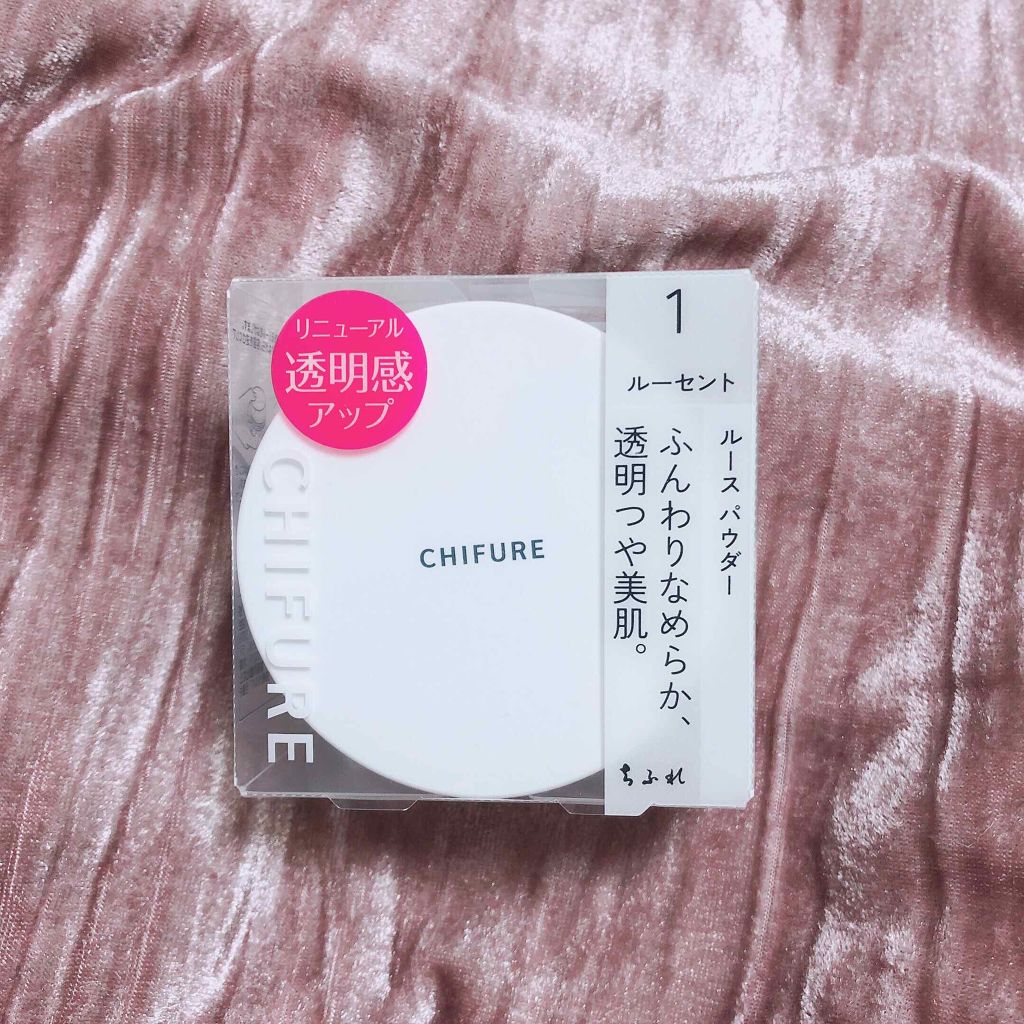 リニューアル
透明感
アップ
CHIFURE
CHIFURE
1
ルーセント
ルース パウダー
ふんわりなめらか、
透明つや美肌。
ちふれ